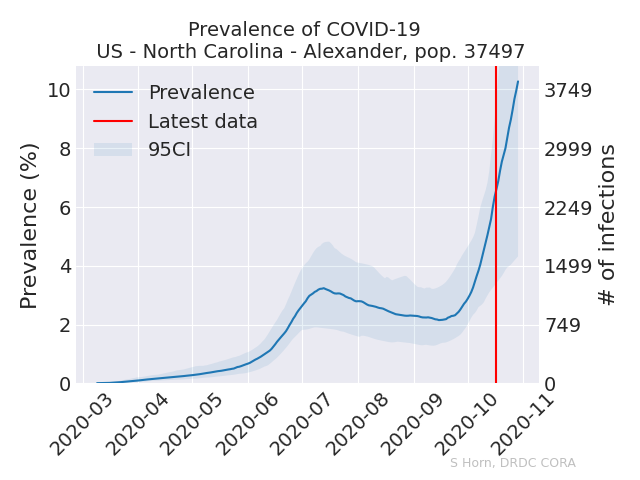 Prevalence of COVID-19
US - North Carolina - Alexander, pop. 37497
Prevalence
Latest data
95CI
Prevalence (%)
10
8
6
4
2
0
3749
2999
2249
1499
749
0
# of infections
2020-03
2020-04
2020-05
2020-06
2020-07
2020-08
2020-09
2020-10
2020-11
S Horn, DRDC CORA